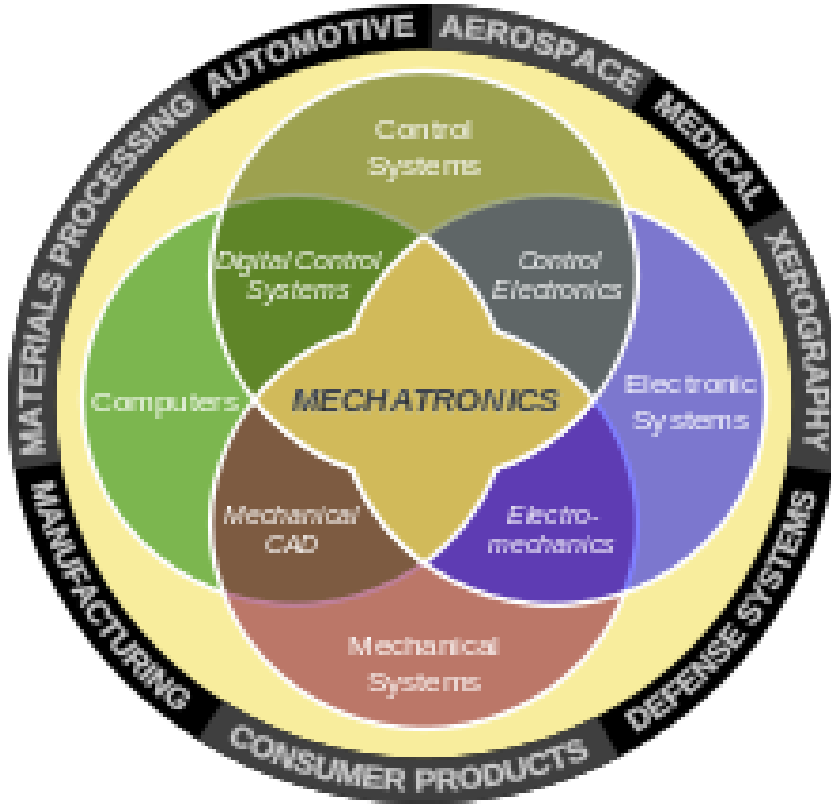 AUTOMOTIVE
AEROSPACE
MEDICAL
XEROGRAPHY
DEFENSE SYSTEMS
CONSUMER PRODUCTS
MANUFACTURING
MATERIALS PROCESSING
Control
Systems
Digital Control
Systems
Control
Electronics
Computers
MECHATRONICS
Electronic
Systems
Mechanical
CAD
Electro-
mechanics
Mechanical
Systems